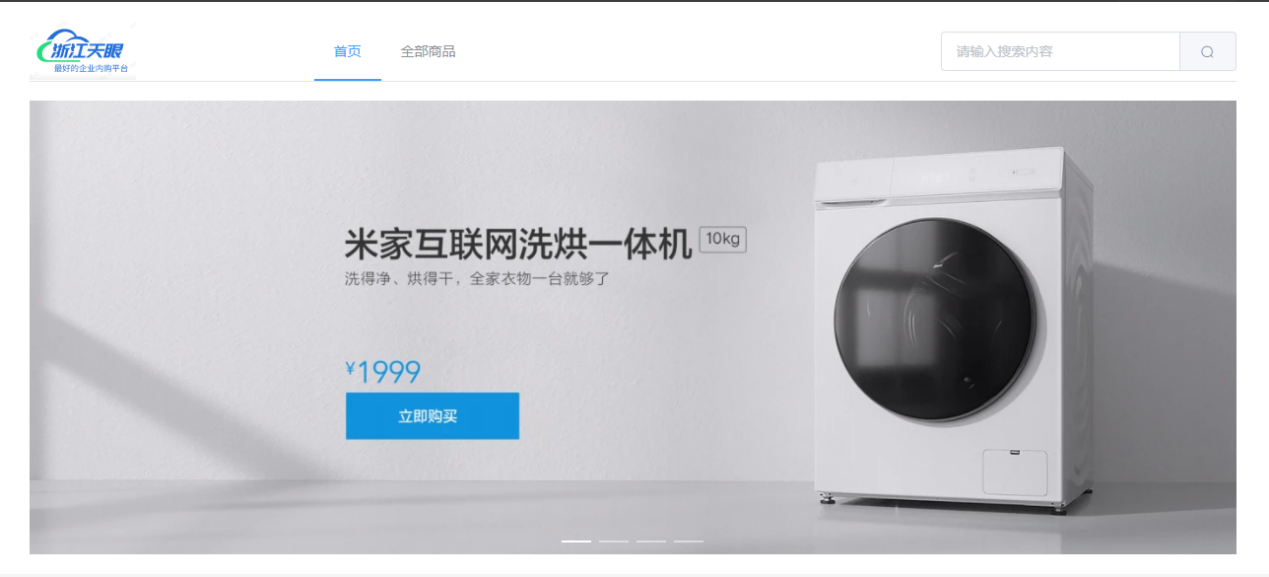 浙江天眼
最好的企业内购平台
首页
全部商品
请输入搜索内容
米家互联网洗烘一体机 10kg
洗得净、烘得干，全家衣物一台就够了
¥1999
立即购买